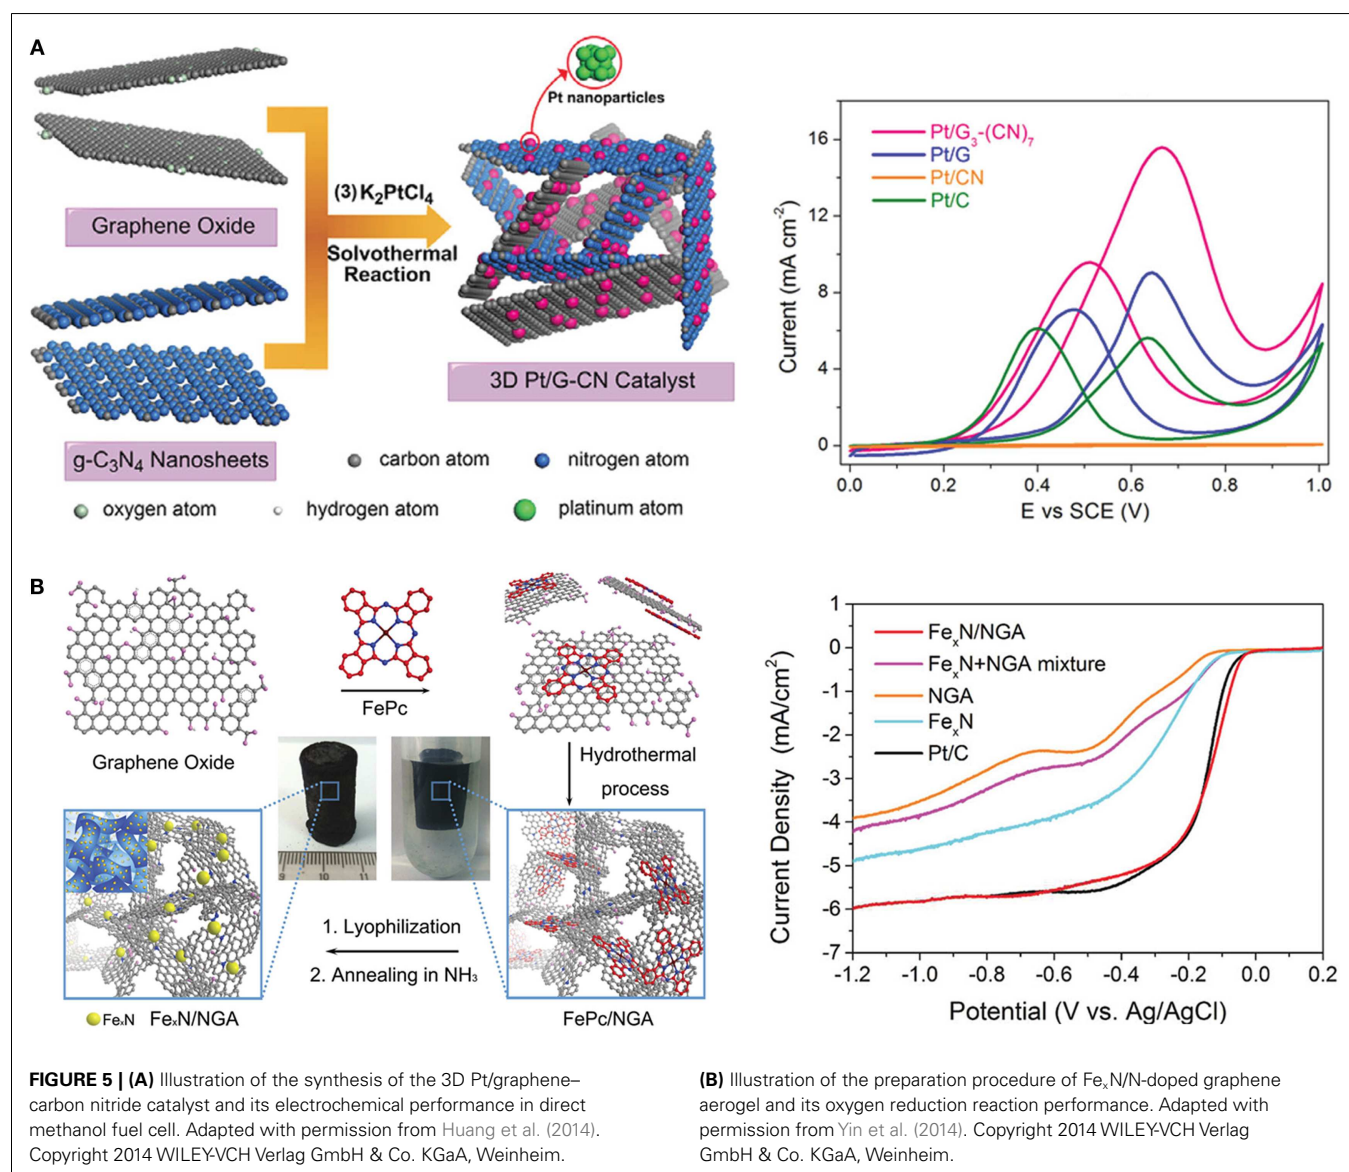 A
Pt nanoparticles
(3) K₂PtCl₄
Solvothermal
Reaction
Graphene Oxide
3D Pt/G-CN Catalyst
g-C₃N₄ Nanosheets
carbon atom
nitrogen atom
oxygen atom
hydrogen atom
platinum atom
Pt/G₃-(CN)₇
Pt/G
Pt/CN
Pt/C
Current (mA cm⁻²)
16
12
8
4
0
0.0 0.2 0.4 0.6 0.8 1.0
E vs SCE (V)
B
FePc
Graphene Oxide
Hydrothermal
process
9 10 11
1. Lyophilization
2. Annealing in NH₃
FeₓN FeₓN/NGA
FePc/NGA
FeₓN/NGA
FeₓN+NGA mixture
NGA
FeₓN
Pt/C
Current Density (mA/cm²)
1
0
-1
-2
-3
-4
-5
-6
-7
-1.2 -1.0 -0.8 -0.6 -0.4 -0.2 0.0 0.2
Potential (V vs. Ag/AgCl)
FIGURE 5 | (A) Illustration of the synthesis of the 3D Pt/graphene–
carbon nitride catalyst and its electrochemical performance in direct
methanol fuel cell. Adapted with permission from Huang et al. (2014).
Copyright 2014 WILEY-VCH Verlag GmbH & Co. KGaA, Weinheim.
(B) Illustration of the preparation procedure of FeₓN/N-doped graphene
aerogel and its oxygen reduction reaction performance. Adapted with
permission from Yin et al. (2014). Copyright 2014 WILEY-VCH Verlag
GmbH & Co. KGaA, Weinheim.